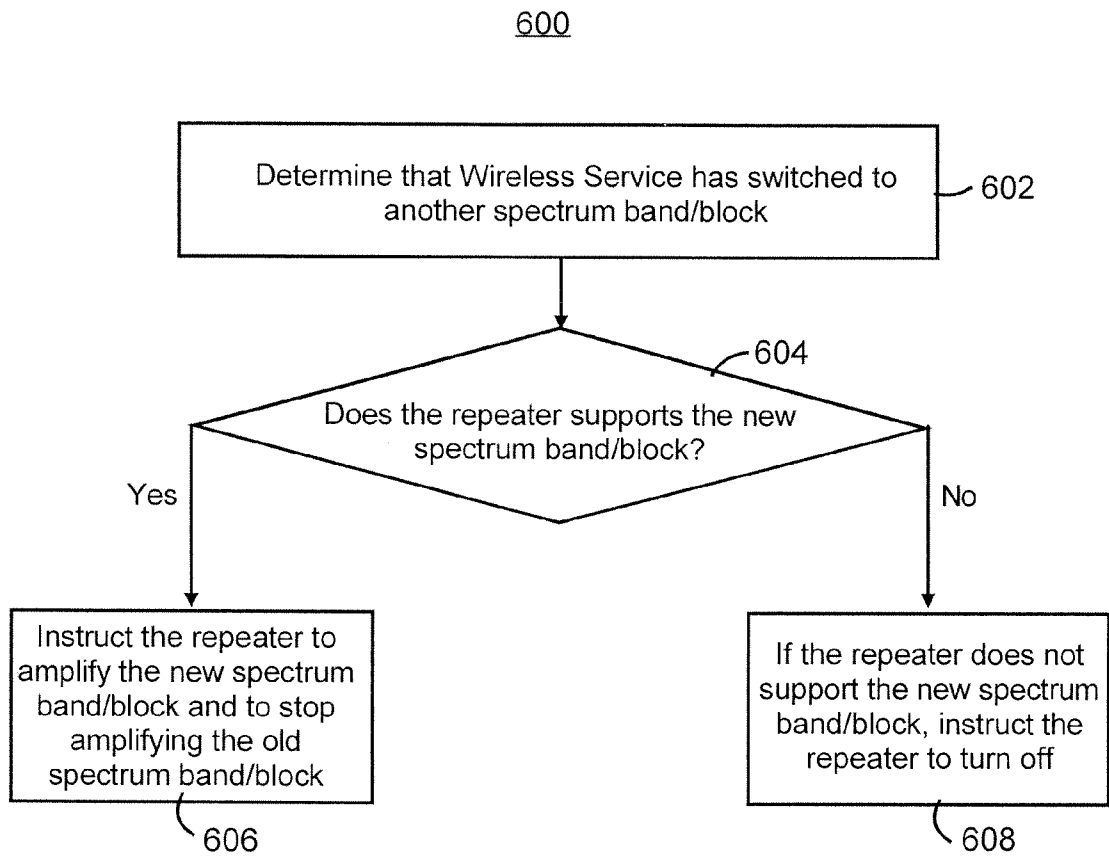 600
Determine that Wireless Service has switched to
another spectrum band/block
602
604
Does the repeater supports the new
spectrum band/block?
Yes
No
Instruct the repeater to
amplify the new spectrum
band/block and to stop
amplifying the old
spectrum band/block
606
If the repeater does not
support the new spectrum
band/block, instruct the
repeater to turn off
608